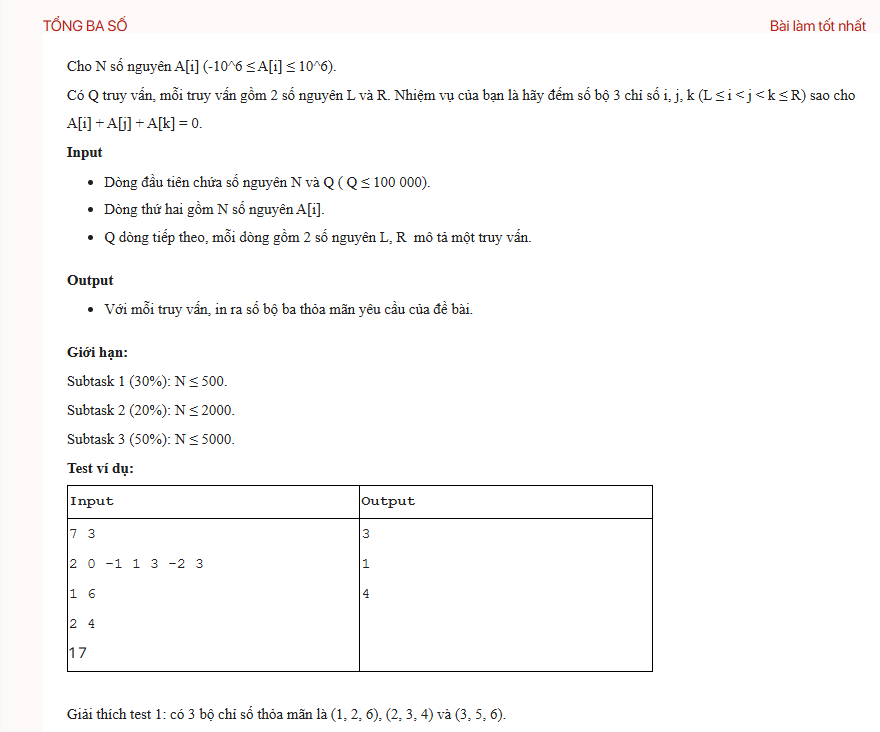 TỔNG BA SỐ
Bài làm tốt nhất
Cho N số nguyên A[i] (-10^6 ≤ A[i] ≤ 10^6).
Có Q truy vấn, mỗi truy vấn gồm 2 số nguyên L và R. Nhiệm vụ của bạn là hãy đếm số bộ 3 chỉ số i, j, k (L ≤ i < j < k ≤ R) sao cho
A[i] + A[j] + A[k] = 0.
Input
• Dòng đầu tiên chứa số nguyên N và Q ( Q ≤ 100 000).
• Dòng thứ hai gồm N số nguyên A[i].
• Q dòng tiếp theo, mỗi dòng gồm 2 số nguyên L, R mô tả một truy vấn.
Output
• Với mỗi truy vấn, in ra số bộ ba thỏa mãn yêu cầu của đề bài.
Giới hạn:
Subtask 1 (30%): N ≤ 500.
Subtask 2 (20%): N ≤ 2000.
Subtask 3 (50%): N ≤ 5000.
Test ví dụ:
Input Output
7 3 3
2 0 -1 1 3 -2 3 1
1 6 4
2 4
1 7
Giải thích test 1: có 3 bộ chỉ số thỏa mãn là (1, 2, 6), (2, 3, 4) và (3, 5, 6).